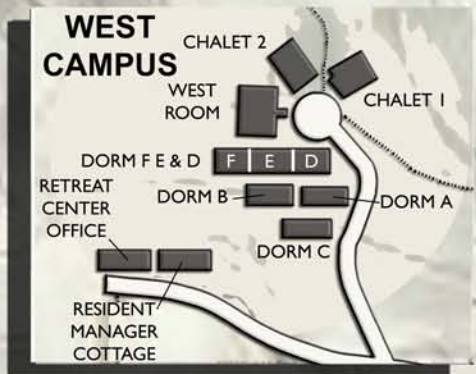 WEST
CAMPUS
CHALET 2
CHALET 1
WEST
ROOM
DORM F E & D
F E D
DORM B
DORM A
DORM C
RETREAT
CENTER
OFFICE
RESIDENT
MANAGER
COTTAGE